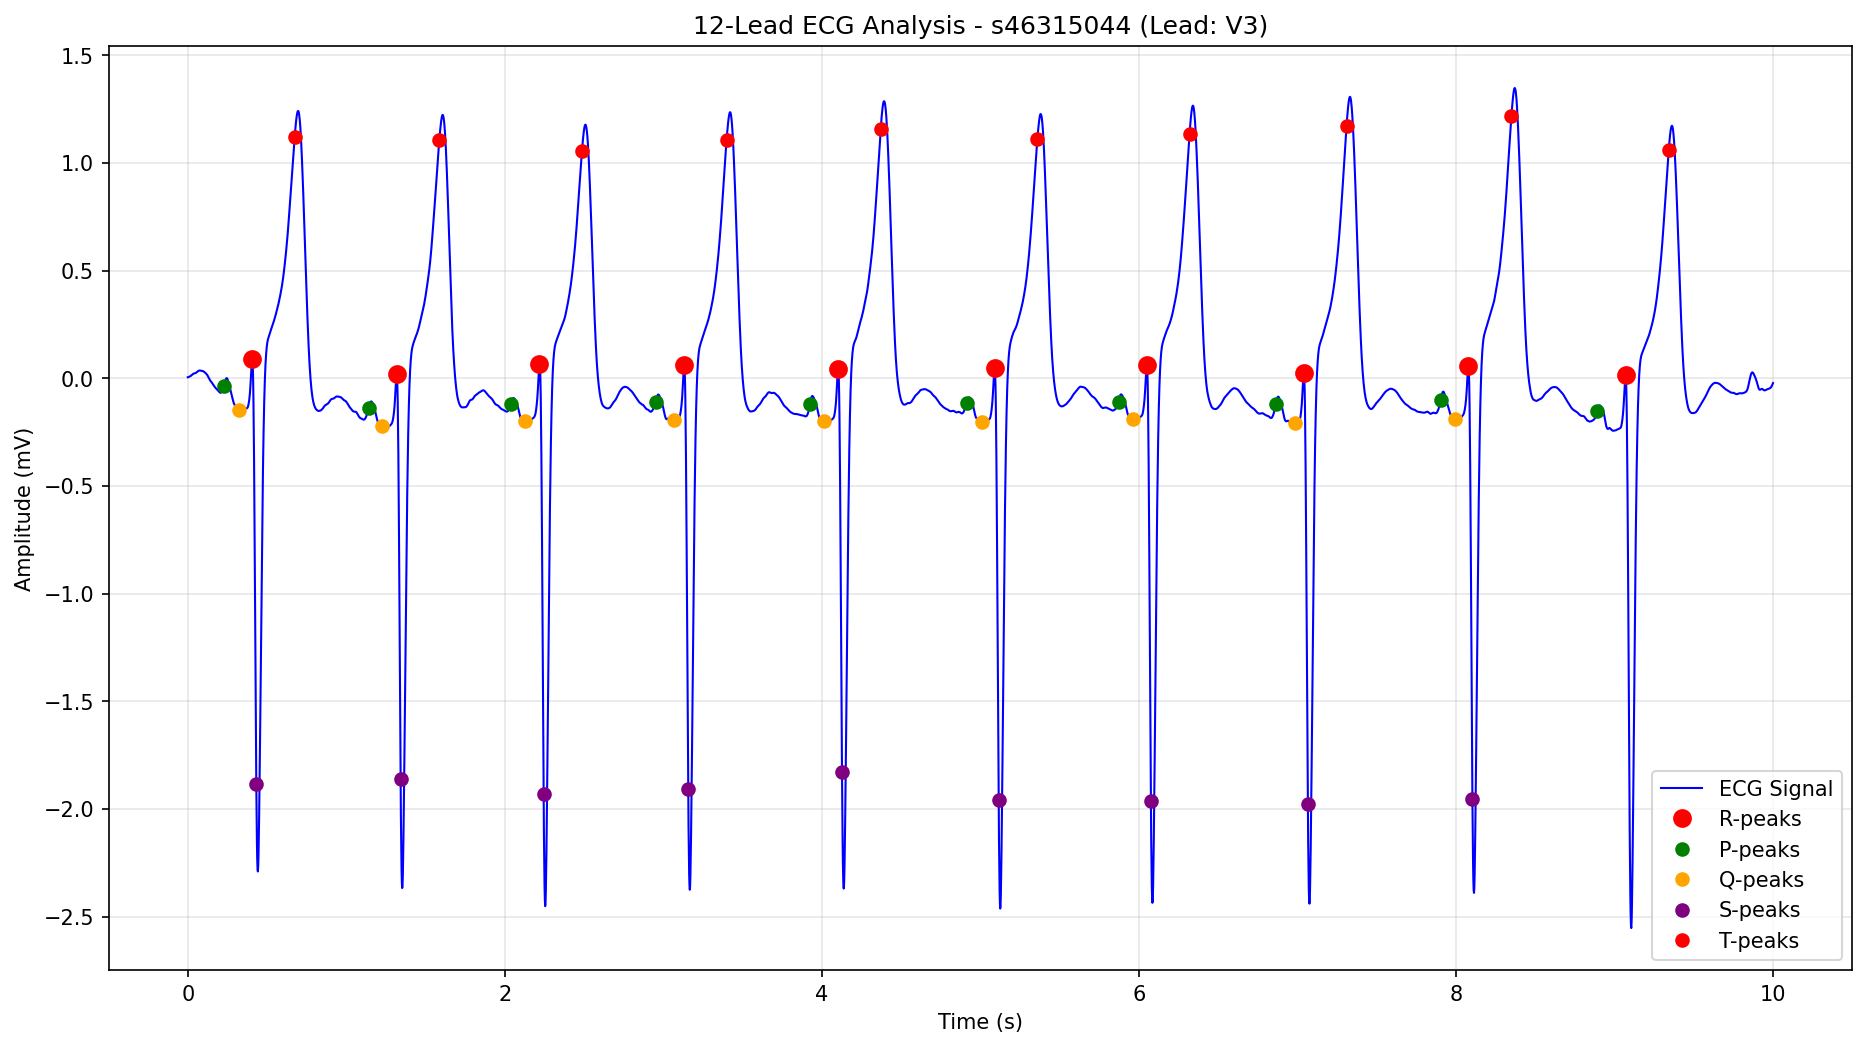 12-Lead ECG Analysis - s46315044 (Lead: V3)
1.5
1.0
0.5
0.0
−0.5
−1.0
−1.5
−2.0
−2.5
Amplitude (mV)
ECG Signal
R-peaks
P-peaks
Q-peaks
S-peaks
T-peaks
0 2 4 6 8 10
Time (s)